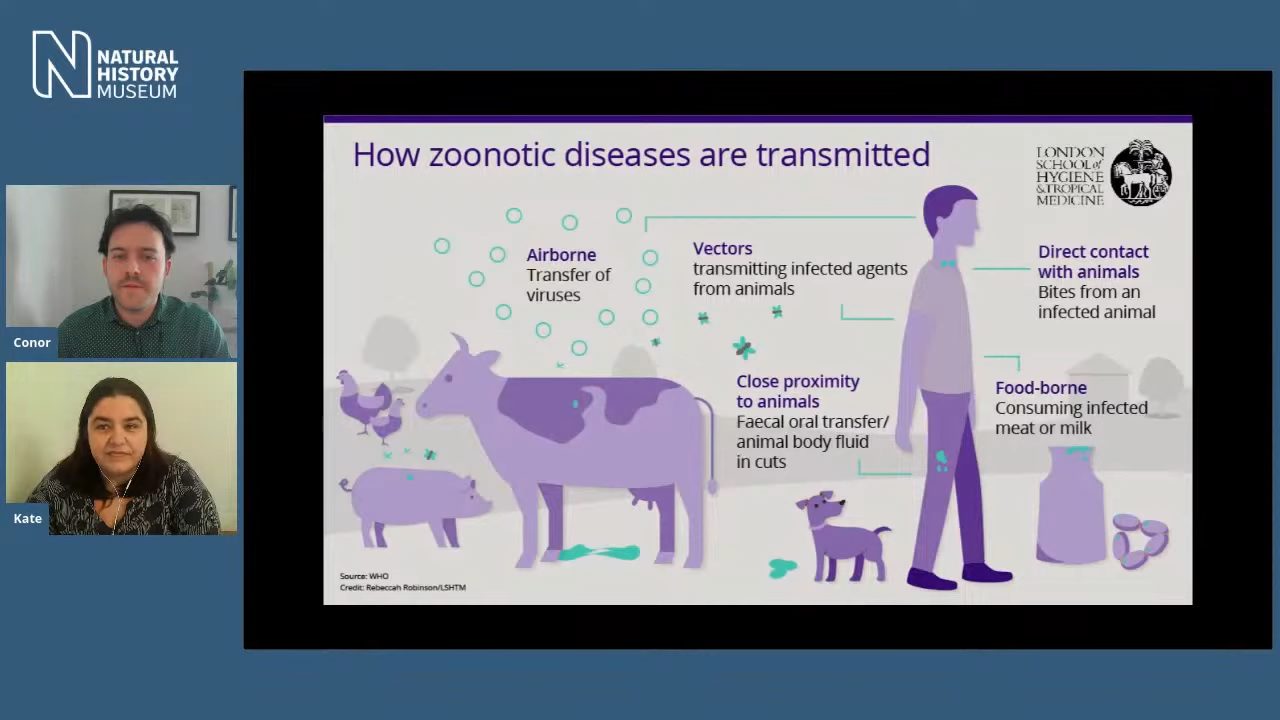 NATURAL
HISTORY
MUSEUM
Conor
Kate
How zoonotic diseases are transmitted
LONDON
SCHOOL of
HYGIENE
& TROPICAL
MEDICINE
Airborne
Transfer of
viruses
Vectors
transmitting infected agents
from animals
Direct contact
with animals
Bites from an
infected animal
Close proximity
to animals
Faecal oral transfer/
animal body fluid
in cuts
Food-borne
Consuming infected
meat or milk
Source: WHO
Credit: Rebeccah Robinson/LSHTM